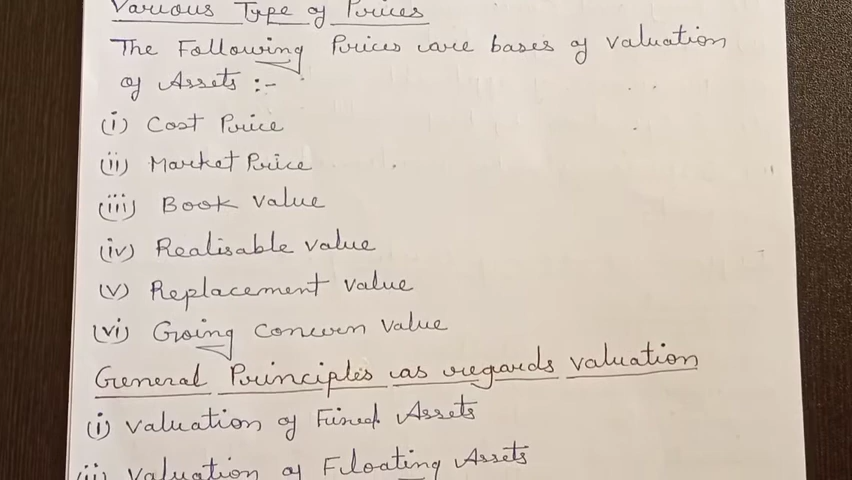 Various Type of Prices
The Following Prices are bases of valuation
of Assets :-
(i) Cost Price
(ii) Market Price
(iii) Book value
(iv) Realisable value
(v) Replacement value
(vi) Going Concern value
General Principles as regards valuation
(i) valuation of Fixed Assets
(ii) valuation of Floating Assets